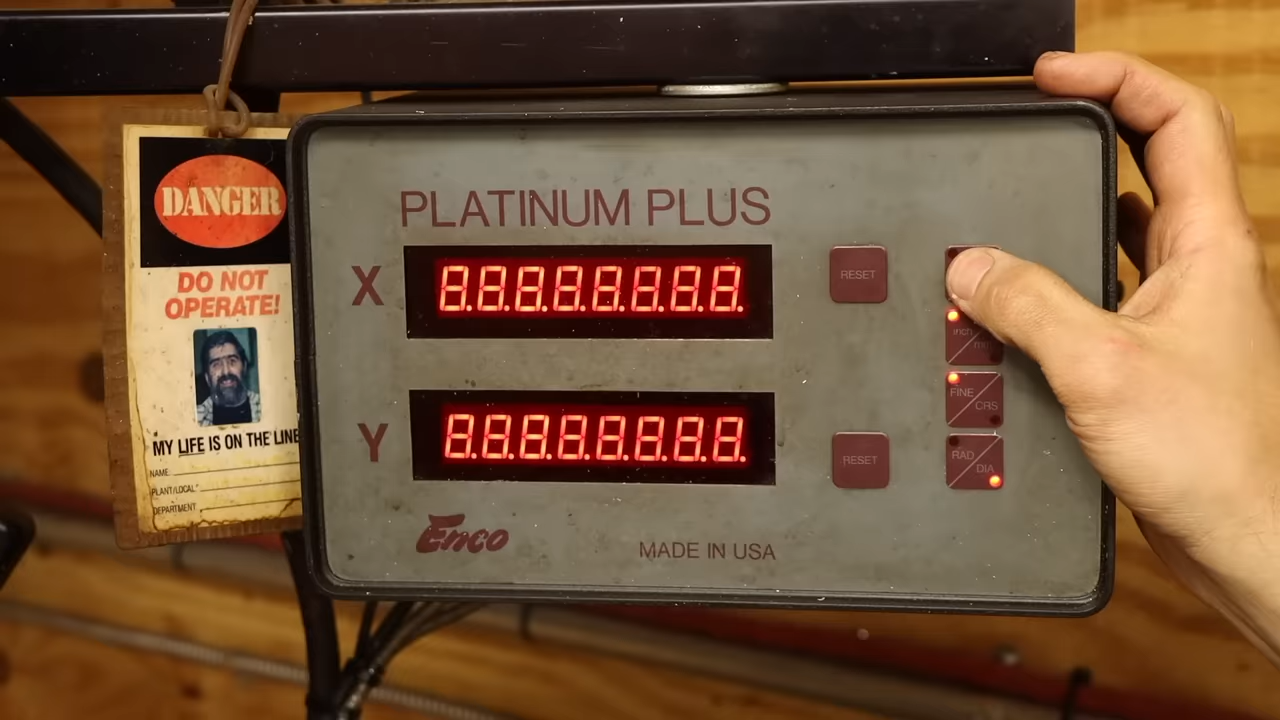 DANGER
DO NOT
OPERATE!
MY LIFE IS ON THE LINE
NAME
PLANT/LOCAL
DEPARTMENT
PLATINUM PLUS
X 8.8.8.8.8.8.8.8.
RESET
inch
mm
FINE
CRS
Y 8.8.8.8.8.8.8.8.
RESET
RAD
DIA
Enco
MADE IN USA